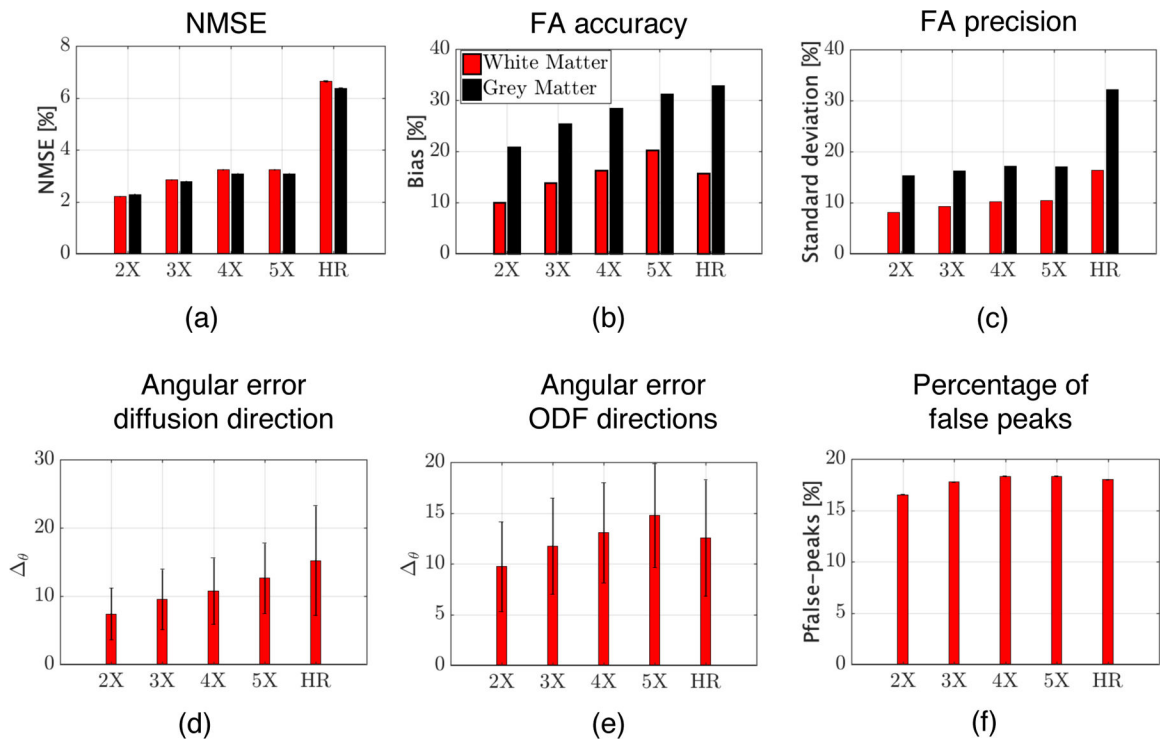 NMSE
NMSE [%]
8
6
4
2
0
2X 3X 4X 5X HR
(a)
FA accuracy
Bias [%]
40
30
20
10
0
White Matter
Grey Matter
2X 3X 4X 5X HR
(b)
FA precision
Standard deviation [%]
40
30
20
10
0
2X 3X 4X 5X HR
(c)
Angular error
diffusion direction
Δθ
30
20
10
0
2X 3X 4X 5X HR
(d)
Angular error
ODF directions
Δθ
20
15
10
5
0
2X 3X 4X 5X HR
(e)
Percentage of
false peaks
Pfalse-peaks [%]
20
15
10
5
0
2X 3X 4X 5X HR
(f)